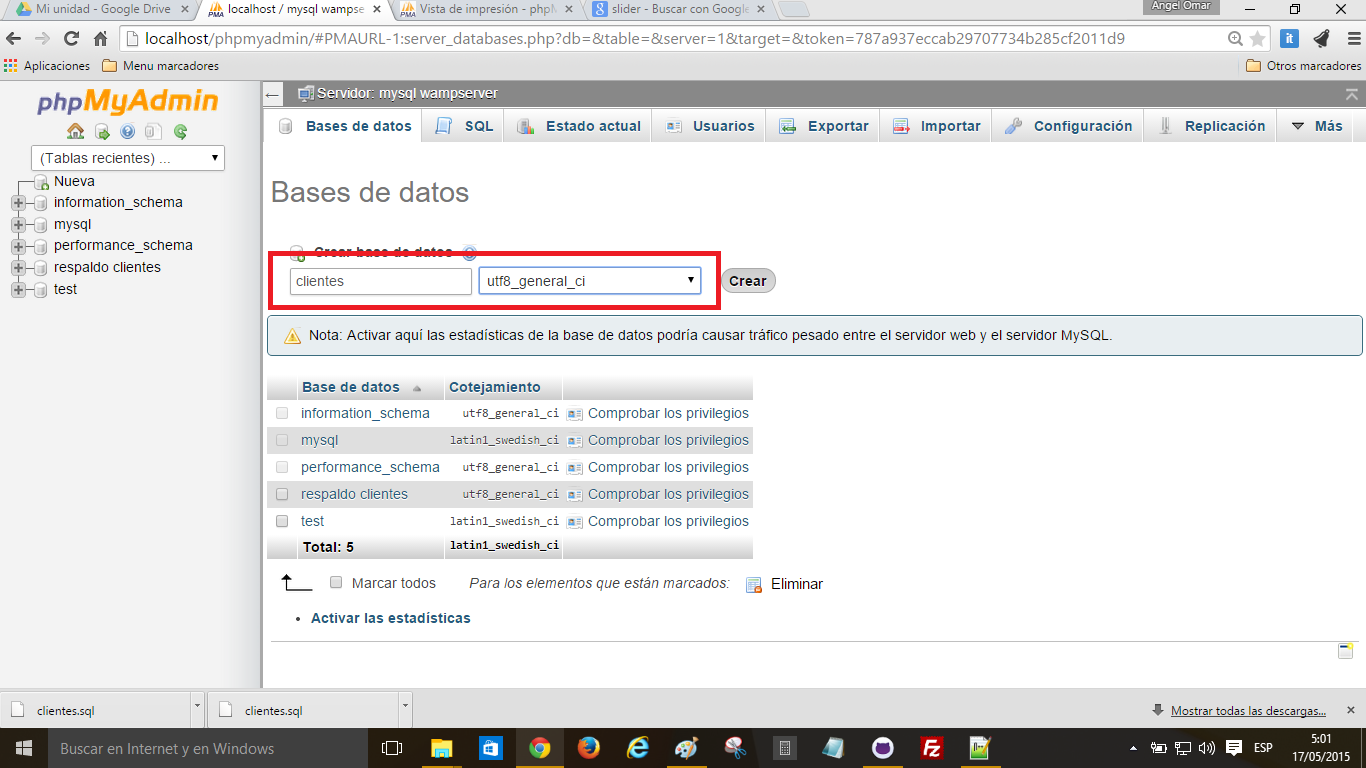 Mi unidad - Google Drive
localhost / mysql wampse
Vista de impresión - phpM
slider - Buscar con Google
Angel Omar
localhost/phpmyadmin/#PMAURL-1:server_databases.php?db=&table=&server=1&target=&token=787a937eccab29707734b285cf2011d9
Aplicaciones
Menu marcadores
Otros marcadores
phpMyAdmin
(Tablas recientes) ...
Nueva
information_schema
mysql
performance_schema
respaldo clientes
test
Servidor: mysql wampserver
Bases de datos
SQL
Estado actual
Usuarios
Exportar
Importar
Configuración
Replicación
Más
Bases de datos
Crear base de datos
clientes
utf8_general_ci
Crear
Nota: Activar aquí las estadísticas de la base de datos podría causar tráfico pesado entre el servidor web y el servidor MySQL.
Base de datos Cotejamiento
information_schema utf8_general_ci Comprobar los privilegios
mysql latin1_swedish_ci Comprobar los privilegios
performance_schema utf8_general_ci Comprobar los privilegios
respaldo clientes utf8_general_ci Comprobar los privilegios
test latin1_swedish_ci Comprobar los privilegios
Total: 5 latin1_swedish_ci
Marcar todos Para los elementos que están marcados: Eliminar
• Activar las estadísticas
clientes.sql
clientes.sql
Mostrar todas las descargas...
Buscar en Internet y en Windows
ESP
5:01
17/05/2015